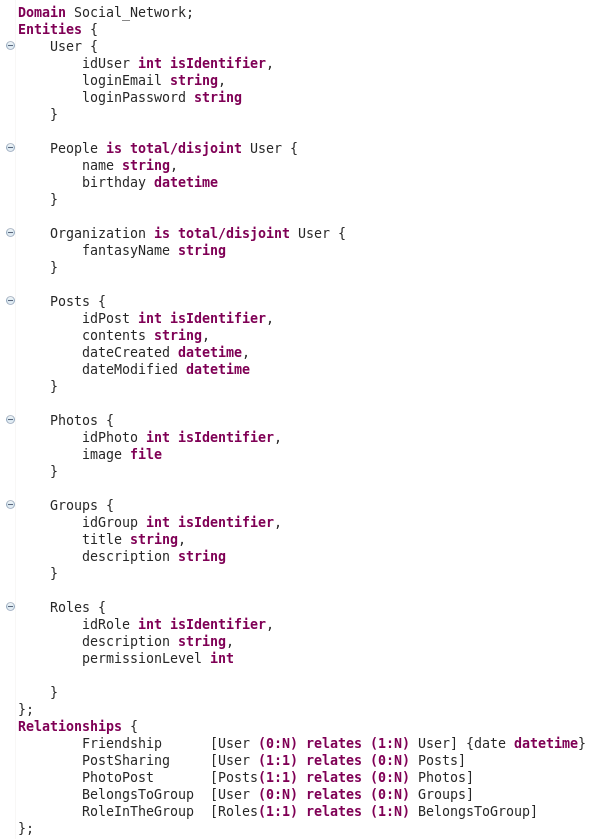 Domain Social_Network;
Entities {
    User {
        idUser int isIdentifier,
        loginEmail string,
        loginPassword string
    }

    People is total/disjoint User {
        name string,
        birthday datetime
    }

    Organization is total/disjoint User {
        fantasyName string
    }

    Posts {
        idPost int isIdentifier,
        contents string,
        dateCreated datetime,
        dateModified datetime
    }

    Photos {
        idPhoto int isIdentifier,
        image file
    }

    Groups {
        idGroup int isIdentifier,
        title string,
        description string
    }

    Roles {
        idRole int isIdentifier,
        description string,
        permissionLevel int

    }
};
Relationships {
        Friendship      [User (0:N) relates (1:N) User] {date datetime}
        PostSharing     [User (1:1) relates (0:N) Posts]
        PhotoPost       [Posts(1:1) relates (0:N) Photos]
        BelongsToGroup  [User (0:N) relates (0:N) Groups]
        RoleInTheGroup  [Roles(1:1) relates (1:N) BelongsToGroup]
};